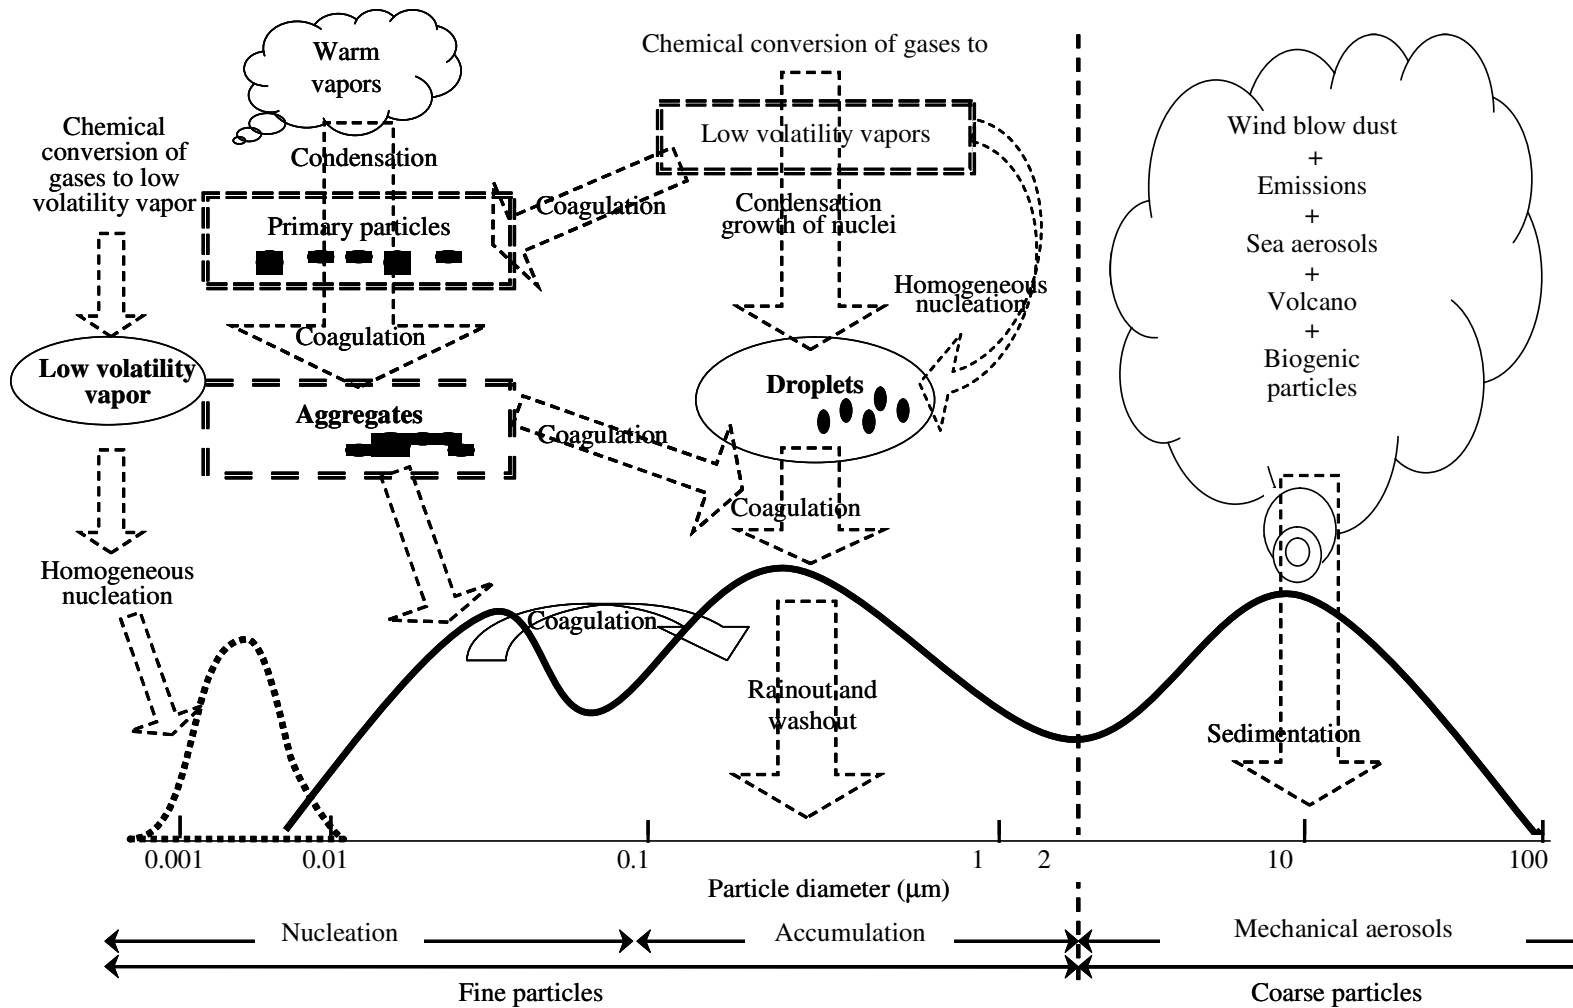 Warm
vapors
Chemical conversion of gases to
Low volatility vapors
Chemical
conversion of
gases to low
volatility vapor
Condensation
Primary particles
Coagulation
Coagulation
Condensation
growth of nuclei
Homogeneous
nucleation
Wind blow dust
+
Emissions
+
Sea aerosols
+
Volcano
+
Biogenic
particles
Low volatility
vapor
Aggregates
Coagulation
Droplets
Coagulation
Homogeneous
nucleation
Coagulation
Rainout and
washout
Sedimentation
0.001 0.01 0.1 1 2 10 100
Particle diameter (μm)
Nucleation Accumulation Mechanical aerosols
Fine particles Coarse particles